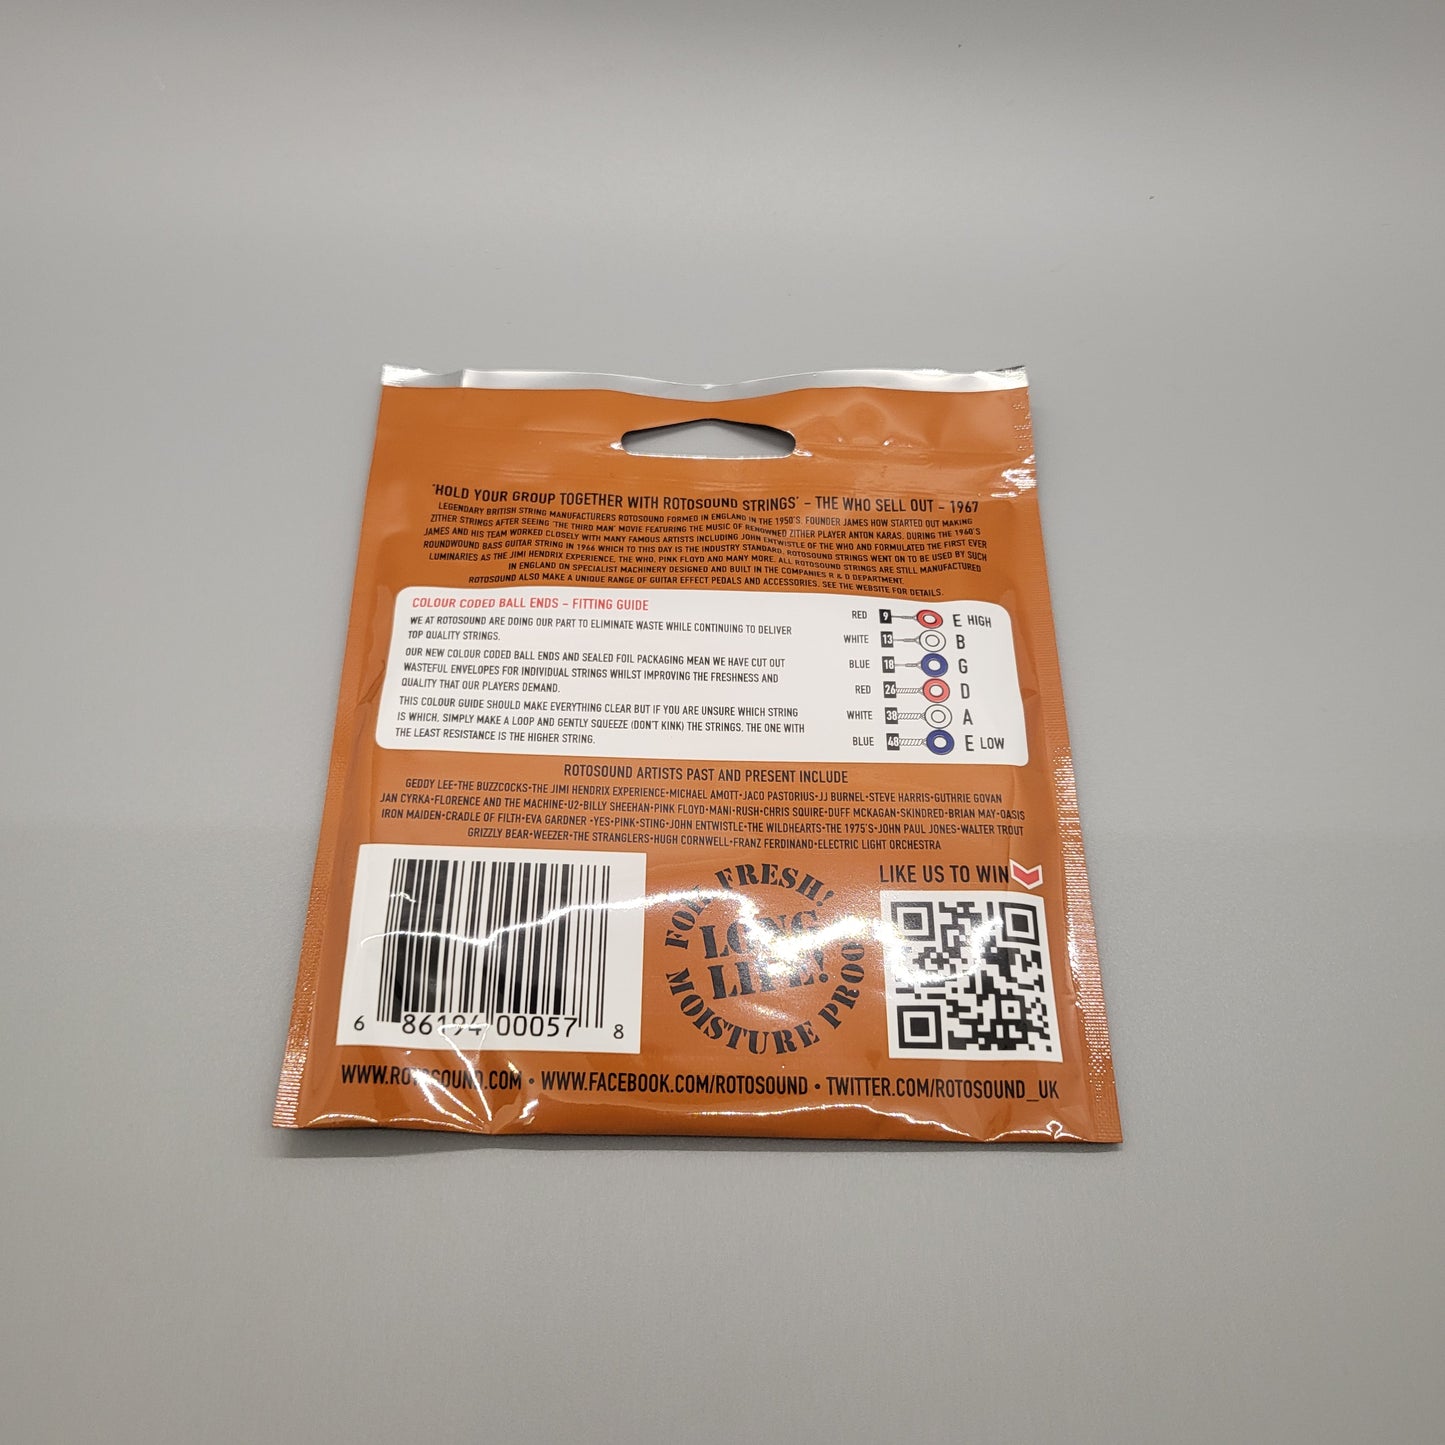 'HOLD YOUR GROUP TOGETHER WITH ROTOSOUND STRINGS' – THE WHO SELL OUT – 1967
LEGENDARY BRITISH STRING MANUFACTURERS ROTOSOUND FORMED IN ENGLAND IN THE 1950'S. FOUNDER JAMES HOW STARTED OUT MAKING
ZITHER STRINGS AFTER SEEING 'THE THIRD MAN' MOVIE FEATURING THE MUSIC OF RENOWNED ZITHER PLAYER ANTON KARAS. DURING THE 1960'S
JAMES AND HIS TEAM WORKED CLOSELY WITH MANY FAMOUS ARTISTS INCLUDING JOHN ENTWISTLE OF THE WHO AND FORMULATED THE FIRST EVER
ROUNDWOUND BASS GUITAR STRING IN 1966 WHICH TO THIS DAY IS THE INDUSTRY STANDARD. ROTOSOUND STRINGS WENT ON TO BE USED BY SUCH
LUMINARIES AS THE JIMI HENDRIX EXPERIENCE, THE WHO, PINK FLOYD AND MANY MORE. ALL ROTOSOUND STRINGS ARE STILL MANUFACTURED
IN ENGLAND ON SPECIALIST MACHINERY DESIGNED AND BUILT IN THE COMPANIES R & D DEPARTMENT.
ROTOSOUND ALSO MAKE A UNIQUE RANGE OF GUITAR EFFECT PEDALS AND ACCESSORIES. SEE THE WEBSITE FOR DETAILS.
COLOUR CODED BALL ENDS – FITTING GUIDE
WE AT ROTOSOUND ARE DOING OUR PART TO ELIMINATE WASTE WHILE CONTINUING TO DELIVER
TOP QUALITY STRINGS.
OUR NEW COLOUR CODED BALL ENDS AND SEALED FOIL PACKAGING MEAN WE HAVE CUT OUT
WASTEFUL ENVELOPES FOR INDIVIDUAL STRINGS WHILST IMPROVING THE FRESHNESS AND
QUALITY THAT OUR PLAYERS DEMAND.
THIS COLOUR GUIDE SHOULD MAKE EVERYTHING CLEAR BUT IF YOU ARE UNSURE WHICH STRING
IS WHICH, SIMPLY MAKE A LOOP AND GENTLY SQUEEZE (DON'T KINK) THE STRINGS. THE ONE WITH
THE LEAST RESISTANCE IS THE HIGHER STRING.
RED 9 E HIGH
WHITE 13 B
BLUE 18 G
RED 26 D
WHITE 38 A
BLUE 48 E LOW
ROTOSOUND ARTISTS PAST AND PRESENT INCLUDE
GEDDY LEE•THE BUZZCOCKS•THE JIMI HENDRIX EXPERIENCE•MICHAEL AMOTT•JACO PASTORIUS•JJ BURNEL•STEVE HARRIS•GUTHRIE GOVAN
JAN CYRKA•FLORENCE AND THE MACHINE•U2•BILLY SHEEHAN•PINK FLOYD•MANI•RUSH•CHRIS SQUIRE•DUFF MCKAGAN•SKINDRED•BRIAN MAY•OASIS
IRON MAIDEN•CRADLE OF FILTH•EVA GARDNER •YES•PINK•STING•JOHN ENTWISTLE•THE WILDHEARTS•THE 1975'S•JOHN PAUL JONES•WALTER TROUT
GRIZZLY BEAR•WEEZER•THE STRANGLERS•HUGH CORNWELL•FRANZ FERDINAND•ELECTRIC LIGHT ORCHESTRA
6 86194 00057 8
FOIL FRESH!
LONG
LIFE!
MOISTURE PROOF
LIKE US TO WIN
WWW.ROTOSOUND.COM • WWW.FACEBOOK.COM/ROTOSOUND • TWITTER.COM/ROTOSOUND_UK